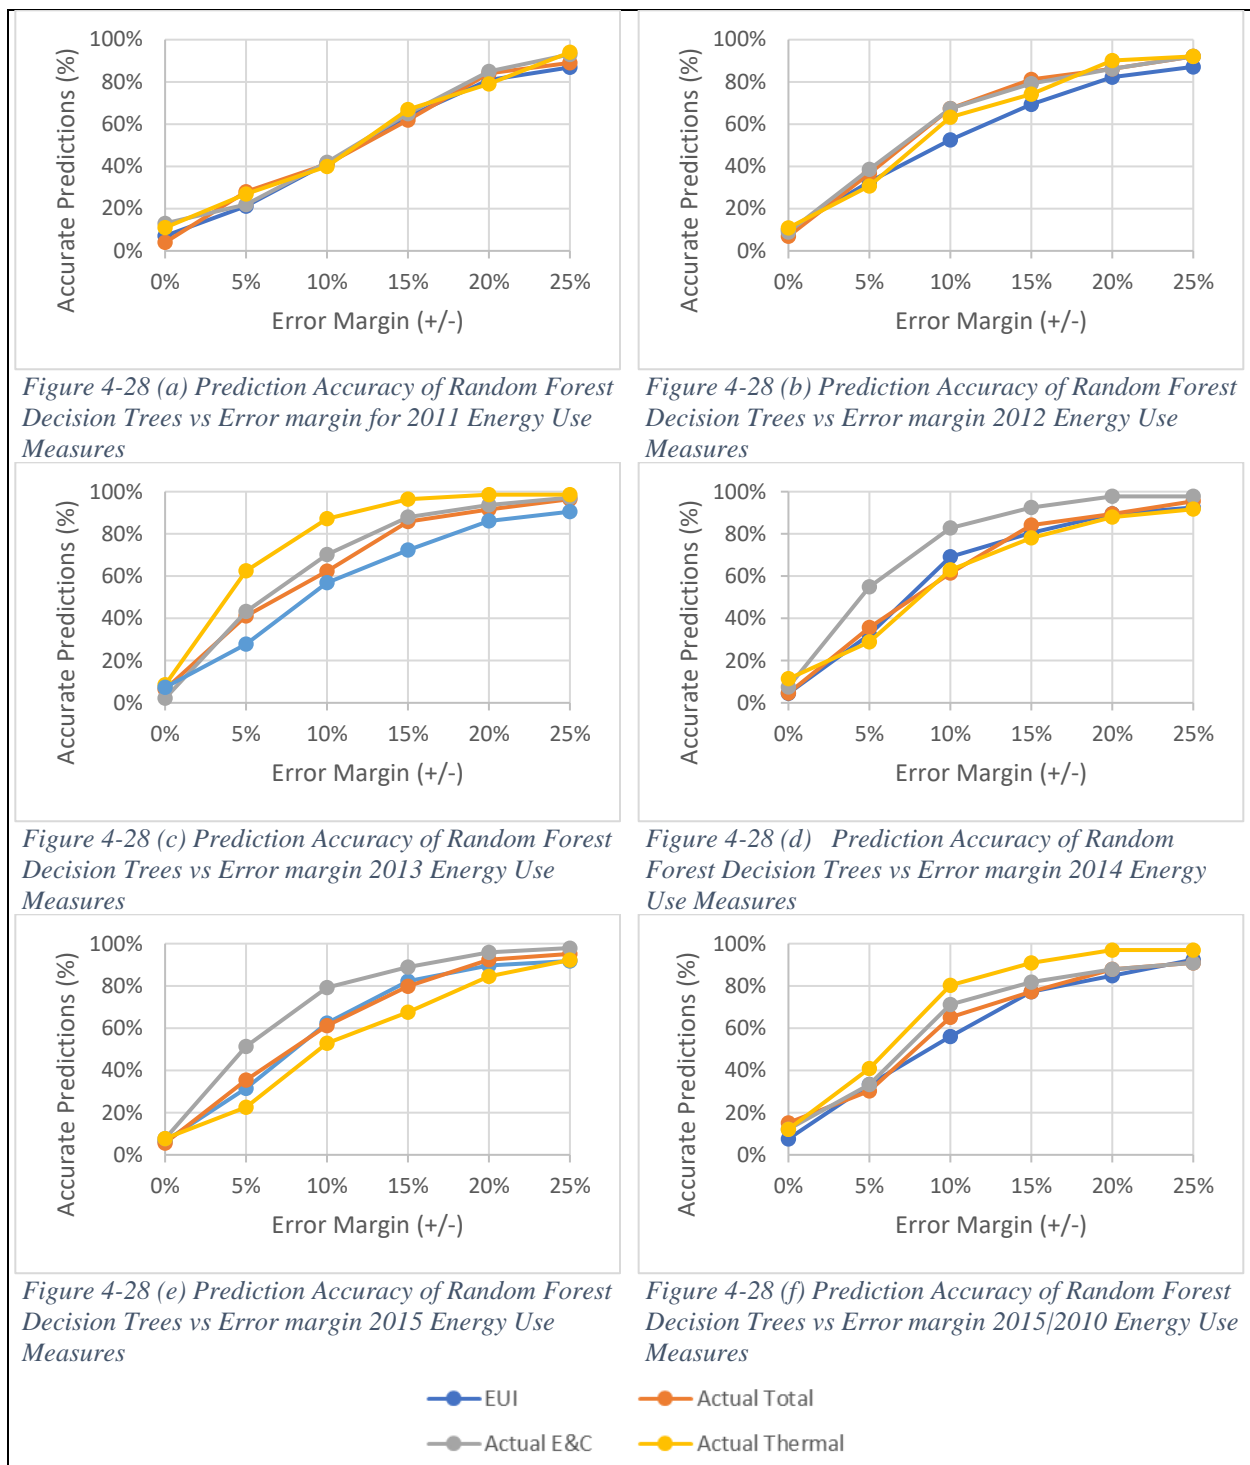 100%
80%
60%
40%
20%
0%
Accurate Predictions (%)
0% 5% 10% 15% 20% 25%
Error Margin (+/-)
Figure 4-28 (a) Prediction Accuracy of Random Forest
Decision Trees vs Error margin for 2011 Energy Use
Measures
100%
80%
60%
40%
20%
0%
Accurate Predictions (%)
0% 5% 10% 15% 20% 25%
Error Margin (+/-)
Figure 4-28 (b) Prediction Accuracy of Random Forest
Decision Trees vs Error margin 2012 Energy Use
Measures
100%
80%
60%
40%
20%
0%
Accurate Predictions (%)
0% 5% 10% 15% 20% 25%
Error Margin (+/-)
Figure 4-28 (c) Prediction Accuracy of Random Forest
Decision Trees vs Error margin 2013 Energy Use
Measures
100%
80%
60%
40%
20%
0%
Accurate Predictions (%)
0% 5% 10% 15% 20% 25%
Error Margin (+/-)
Figure 4-28 (d) Prediction Accuracy of Random
Forest Decision Trees vs Error margin 2014 Energy
Use Measures
100%
80%
60%
40%
20%
0%
Accurate Predictions (%)
0% 5% 10% 15% 20% 25%
Error Margin (+/-)
Figure 4-28 (e) Prediction Accuracy of Random Forest
Decision Trees vs Error margin 2015 Energy Use
Measures
100%
80%
60%
40%
20%
0%
Accurate Predictions (%)
0% 5% 10% 15% 20% 25%
Error Margin (+/-)
Figure 4-28 (f) Prediction Accuracy of Random Forest
Decision Trees vs Error margin 2015/2010 Energy Use
Measures
EUI Actual Total
Actual E&C Actual Thermal